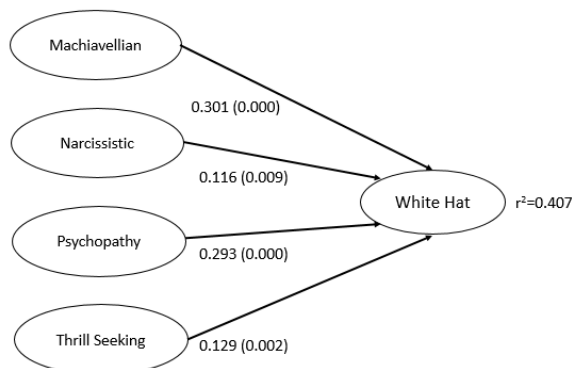 Machiavellian
0.301 (0.000)
Narcissistic
0.116 (0.009)
White Hat
r²=0.407
Psychopathy
0.293 (0.000)
Thrill Seeking
0.129 (0.002)